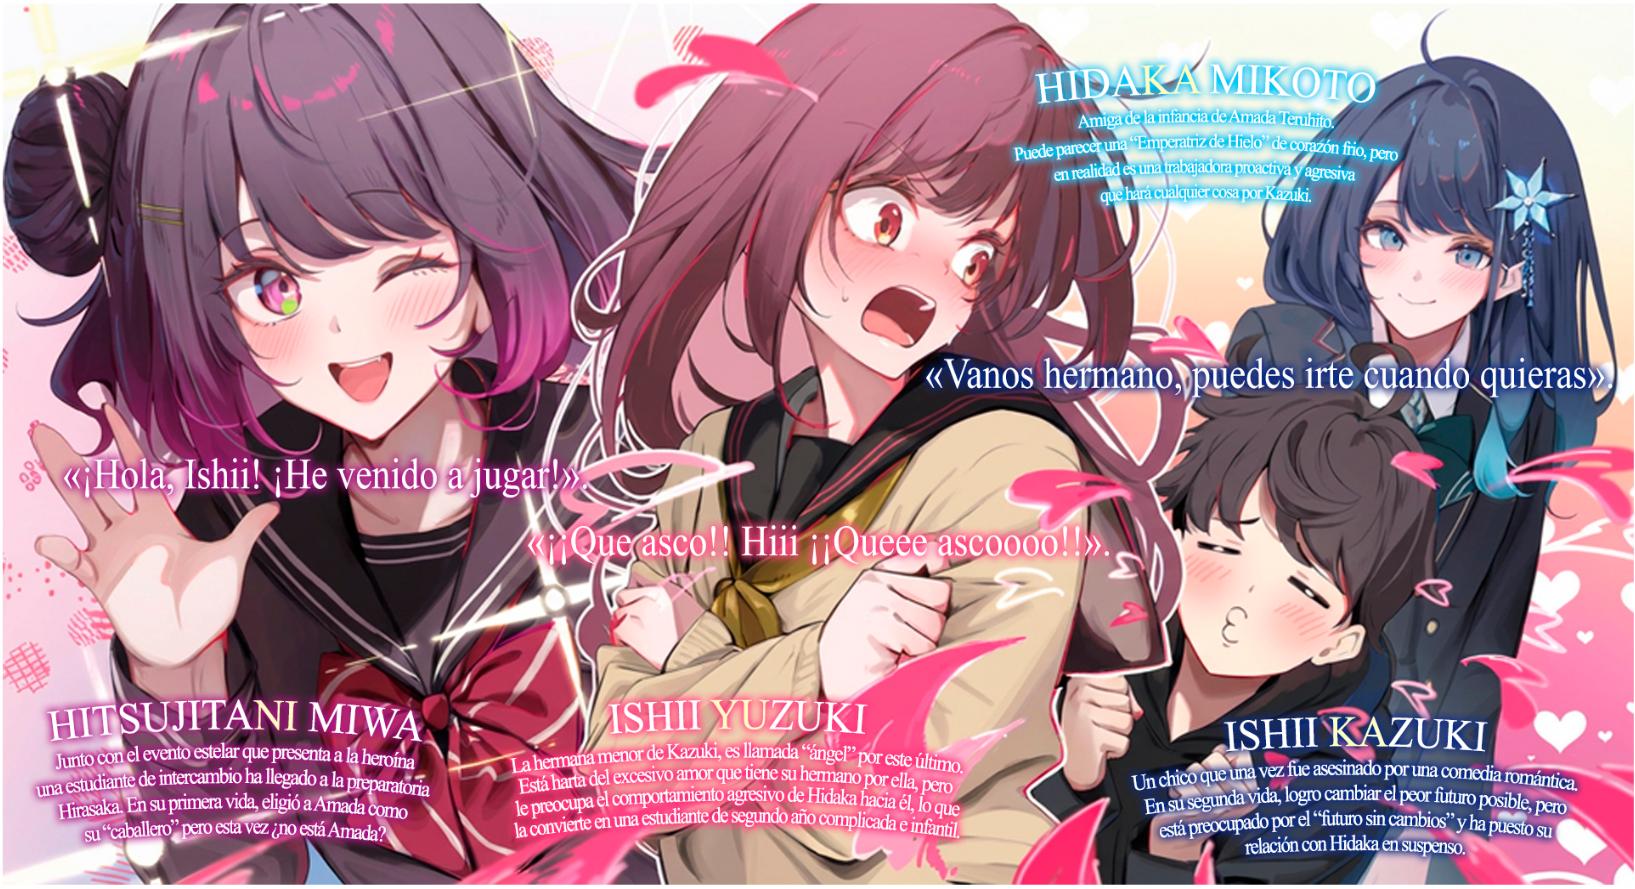 HIDAKA MIKOTO
Amiga de la infancia de Amada Teruhito.
Puede parecer una “Emperatriz de Hielo” de corazón frio, pero
en realidad es una trabajadora proactiva y agresiva
que hará cualquier cosa por Kazuki.
«Vanos hermano, puedes irte cuando quieras».
«¡Hola, Ishii! ¡He venido a jugar!».
«¡¡Que asco!! Hiii ¡¡Queee ascoooo!!».
HITSUJITANI MIWA
Junto con el evento estelar que presenta a la heroína
una estudiante de intercambio ha llegado a la preparatoria
Hirasaka. En su primera vida, eligió a Amada como
su “caballero” pero esta vez ¿no está Amada?
ISHII YUZUKI
La hermana menor de Kazuki, es llamada “ángel” por este último.
Está harta del excesivo amor que tiene su hermano por ella, pero
le preocupa el comportamiento agresivo de Hidaka hacia él, lo que
la convierte en una estudiante de segundo año complicada e infantil.
ISHII KAZUKI
Un chico que una vez fue asesinado por una comedia romántica.
En su segunda vida, logro cambiar el peor futuro posible, pero
está preocupado por el “futuro sin cambios” y ha puesto su
relación con Hidaka en suspenso.